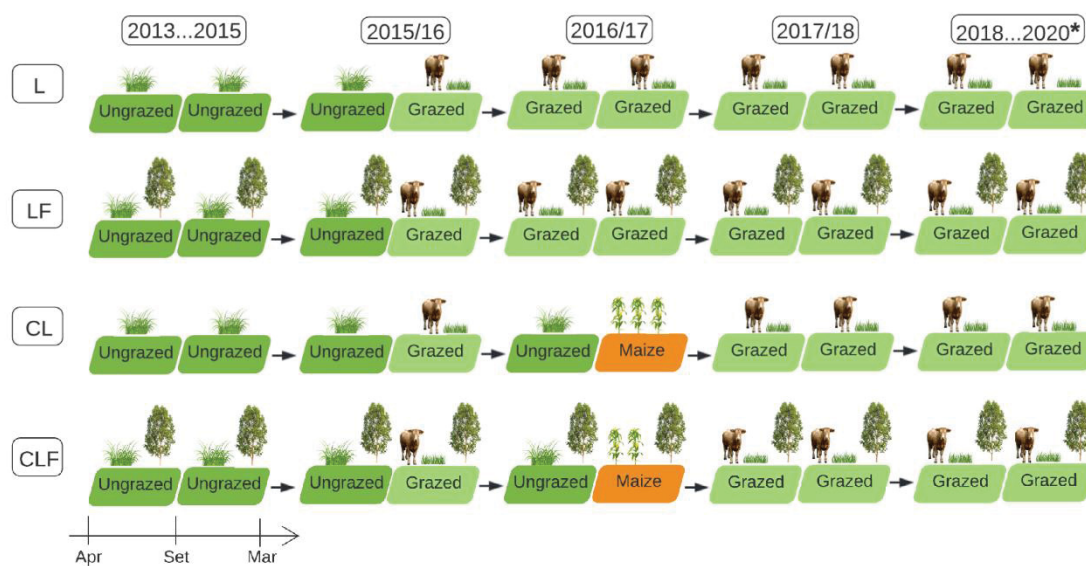 2013...2015 2015/16 2016/17 2017/18 2018...2020*
L
Ungrazed Ungrazed Ungrazed Grazed Grazed Grazed Grazed Grazed Grazed Grazed
LF
Ungrazed Ungrazed Ungrazed Grazed Grazed Grazed Grazed Grazed Grazed Grazed
CL
Ungrazed Ungrazed Ungrazed Grazed Ungrazed Maize Grazed Grazed Grazed Grazed
CLF
Ungrazed Ungrazed Ungrazed Grazed Ungrazed Maize Grazed Grazed Grazed Grazed
Apr Set Mar